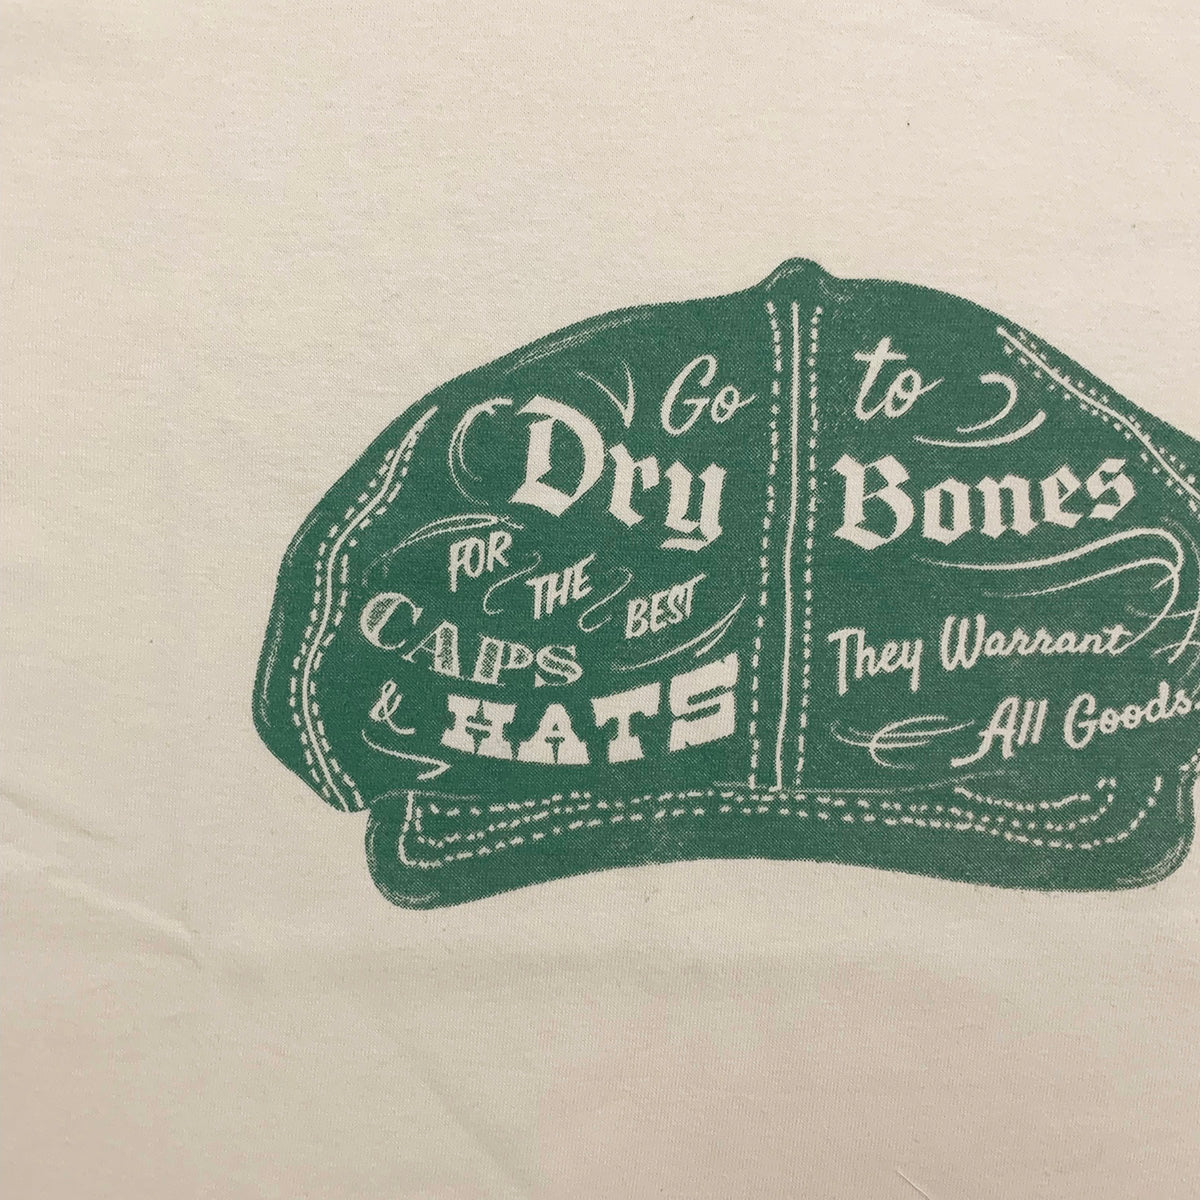 Go to
Dry Bones
FOR THE BEST
CAPS
& HATS
They Warrant
All Goods